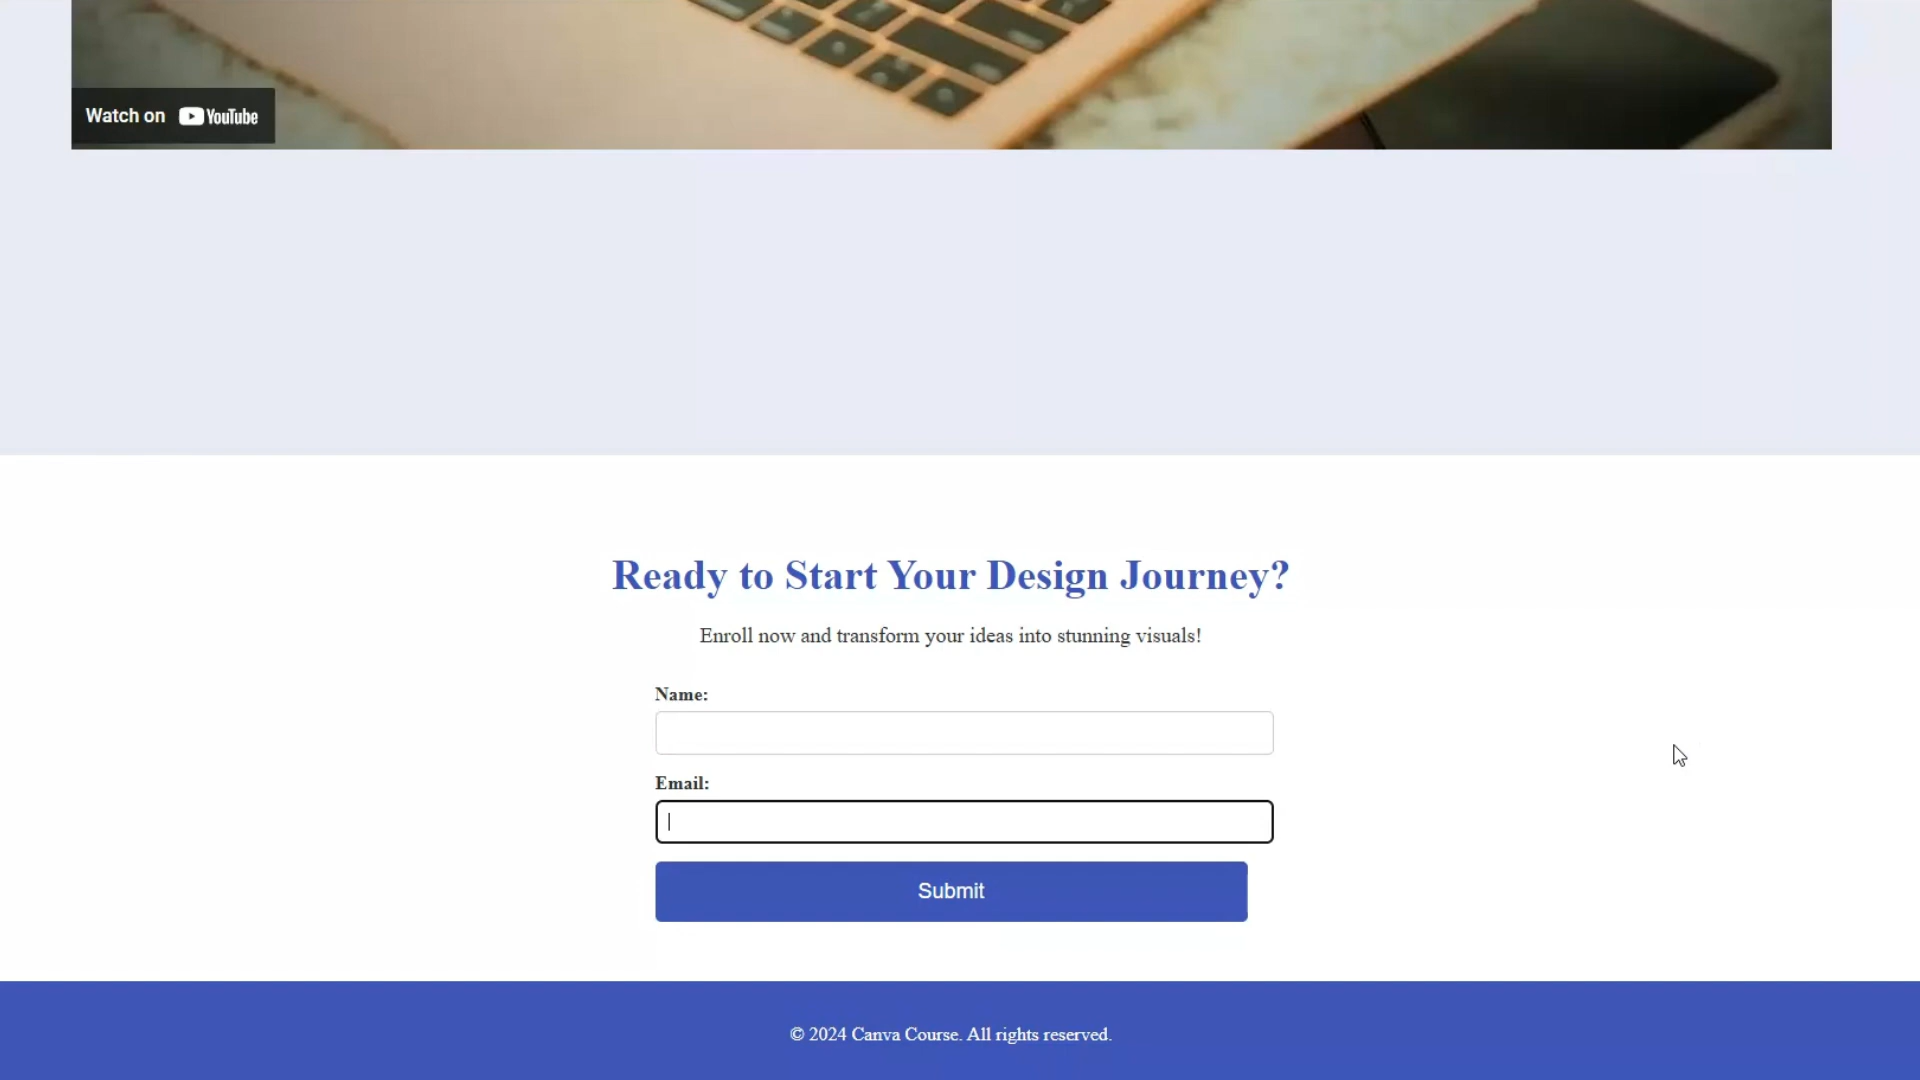 Watch on YouTube
Ready to Start Your Design Journey?
Enroll now and transform your ideas into stunning visuals!
Name:
Email:
Submit
© 2024 Canva Course. All rights reserved.